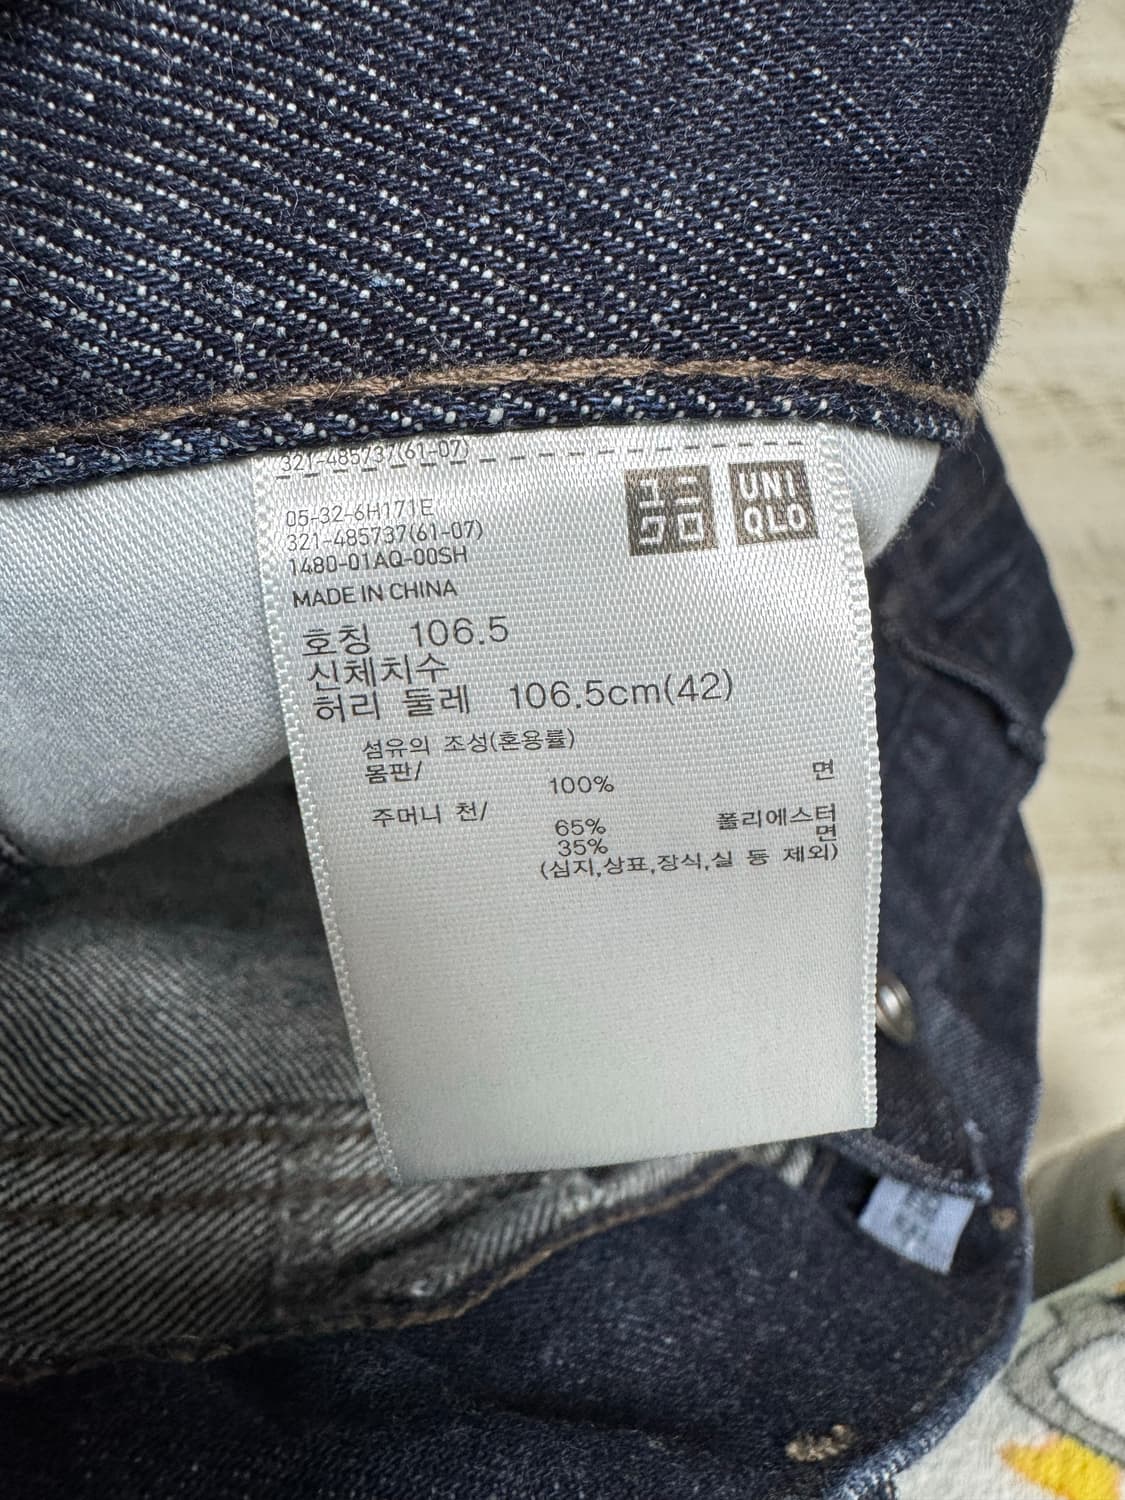 321-485737(61-07)
ユニ
クロ
UNI
QLO
05-32-6H171E
321-485737(61-07)
1480-01AQ-00SH
MADE IN CHINA
호칭 106.5
신체치수
허리 둘레 106.5cm(42)
섬유의 조성(혼용률)
몸판/
100% 면
주머니 천/
65% 폴리에스터
35% 면
(심지,상표,장식,실 등 제외)